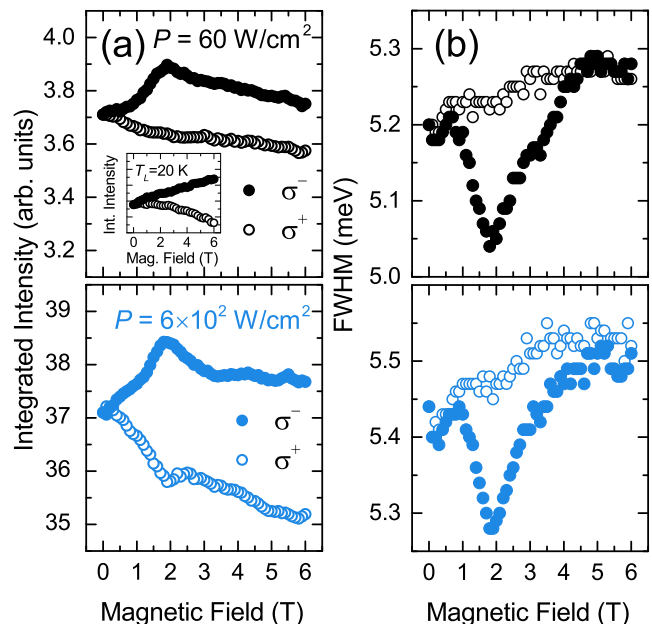 (a) P = 60 W/cm²
4.0
3.8
3.6
3.4
3.2
Integrated Intensity (arb. units)
T_L=20 K
Int. Intensity
0 2 4 6
Mag. Field (T)
σ⁻
σ⁺
(b)
5.3
5.2
5.1
5.0
FWHM (meV)
P = 6×10² W/cm²
39
38
37
36
35
σ⁻
σ⁺
0 1 2 3 4 5 6
Magnetic Field (T)
5.5
5.4
5.3
0 1 2 3 4 5 6
Magnetic Field (T)